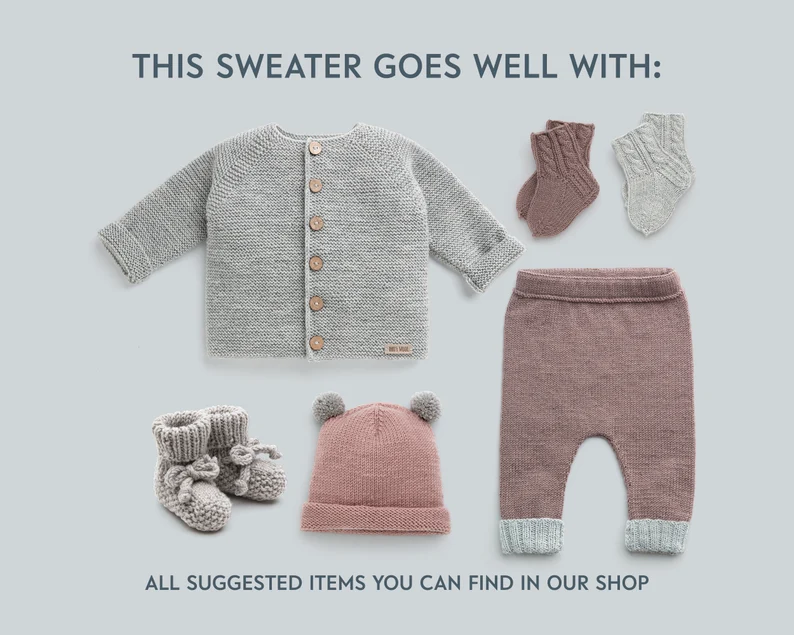 THIS SWEATER GOES WELL WITH:
ALL SUGGESTED ITEMS YOU CAN FIND IN OUR SHOP